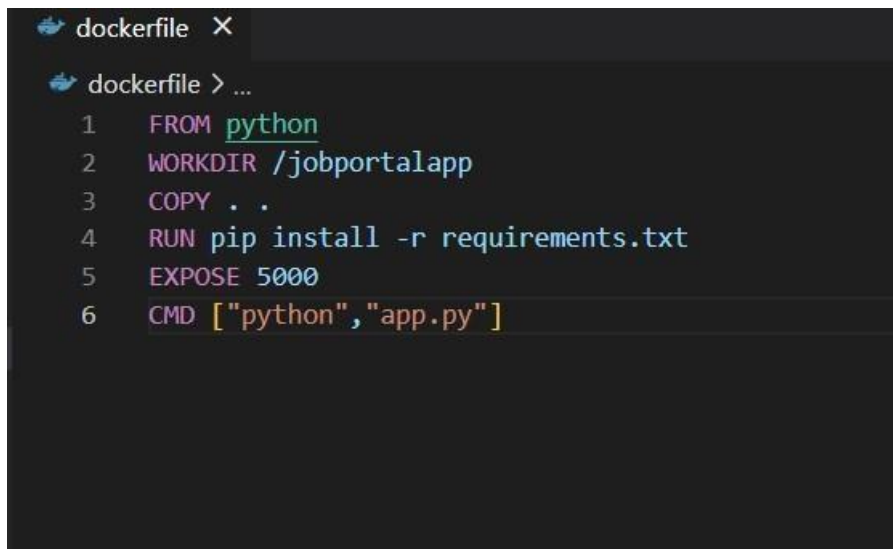 dockerfile X
dockerfile > ...
1 FROM python
2 WORKDIR /jobportalapp
3 COPY . .
4 RUN pip install -r requirements.txt
5 EXPOSE 5000
6 CMD ["python","app.py"]